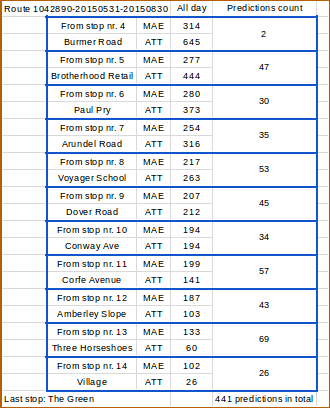 Route 1042890-20150531-20150830 All day Predictions count
From stop nr. 4 MAE 314 2
Burmer Road ATT 645
From stop nr. 5 MAE 277 47
Brotherhood Retail ATT 444
From stop nr. 6 MAE 280 30
Paul Pry ATT 373
From stop nr. 7 MAE 254 35
Arundel Road ATT 316
From stop nr. 8 MAE 217 53
Voyager School ATT 263
From stop nr. 9 MAE 207 45
Dover Road ATT 212
From stop nr. 10 MAE 194 34
Conway Ave ATT 194
From stop nr. 11 MAE 199 57
Corfe Avenue ATT 141
From stop nr. 12 MAE 187 43
Amberley Slope ATT 103
From stop nr. 13 MAE 133 69
Three Horseshoes ATT 60
From stop nr. 14 MAE 102 26
Village ATT 26
Last stop: The Green 441 predictions in total